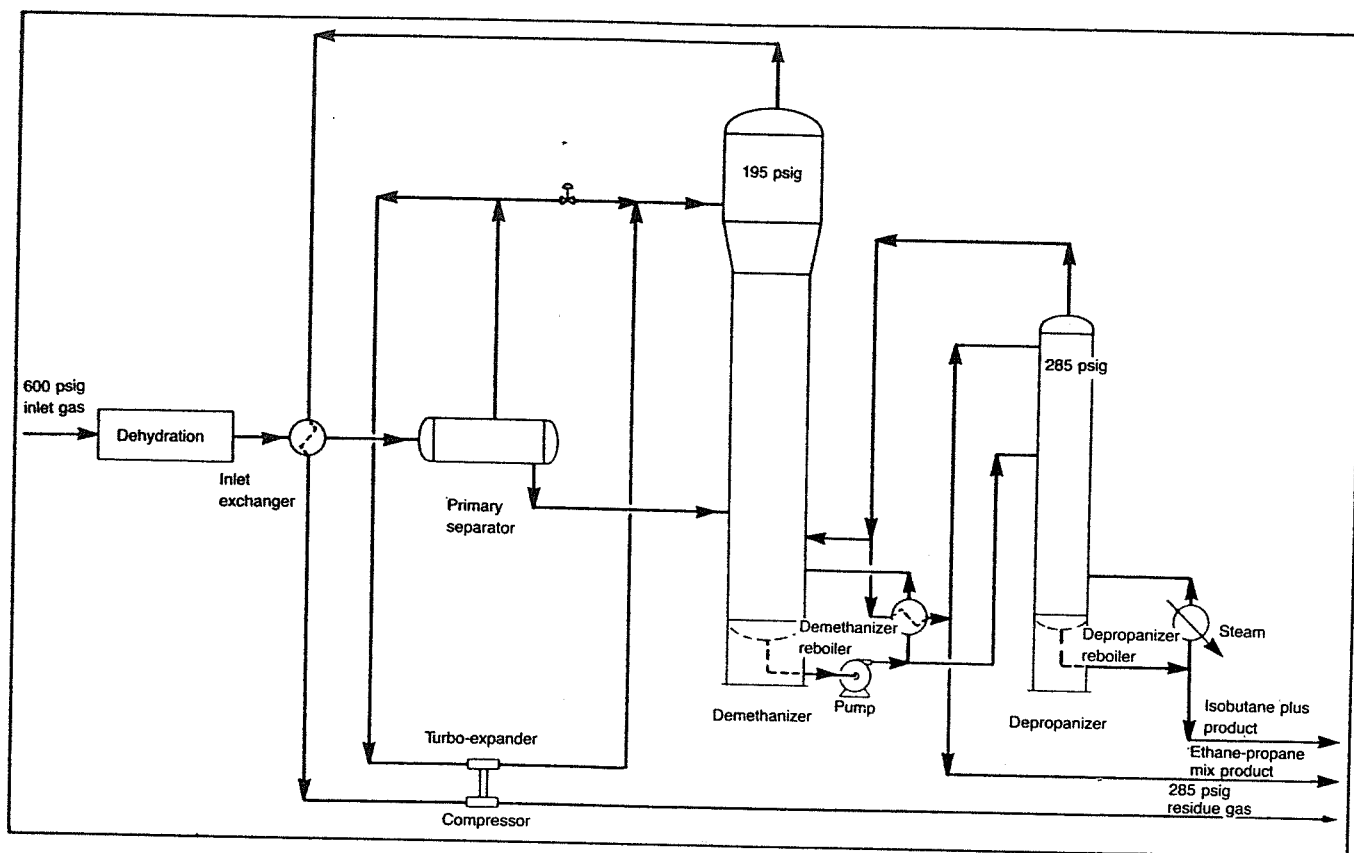 195 psig
285 psig
600 psig
inlet gas
Dehydration
Inlet
exchanger
Primary
separator
Demethanizer
reboiler
Depropanizer
reboiler
Steam
Pump
Demethanizer
Depropanizer
Isobutane plus
product
Turbo-expander
Ethane-propane
mix product
285 psig
residue gas
Compressor